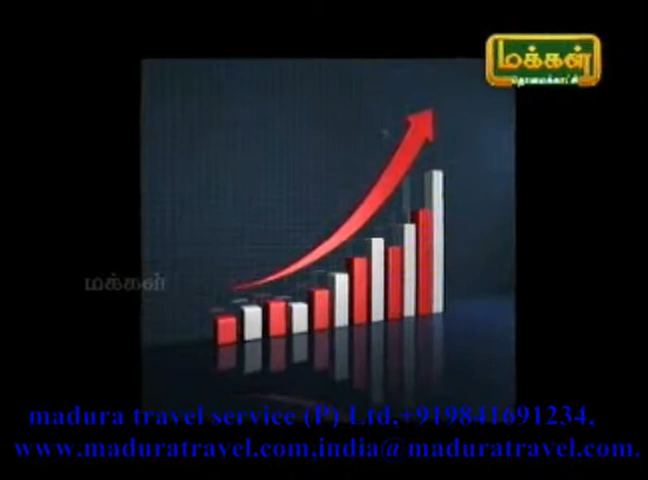 மக்கள்
தொலைக்காட்சி
மக்கள்
madura travel service (P) Ltd,+919841691234,
www.maduratravel.com,india@maduratravel.com.